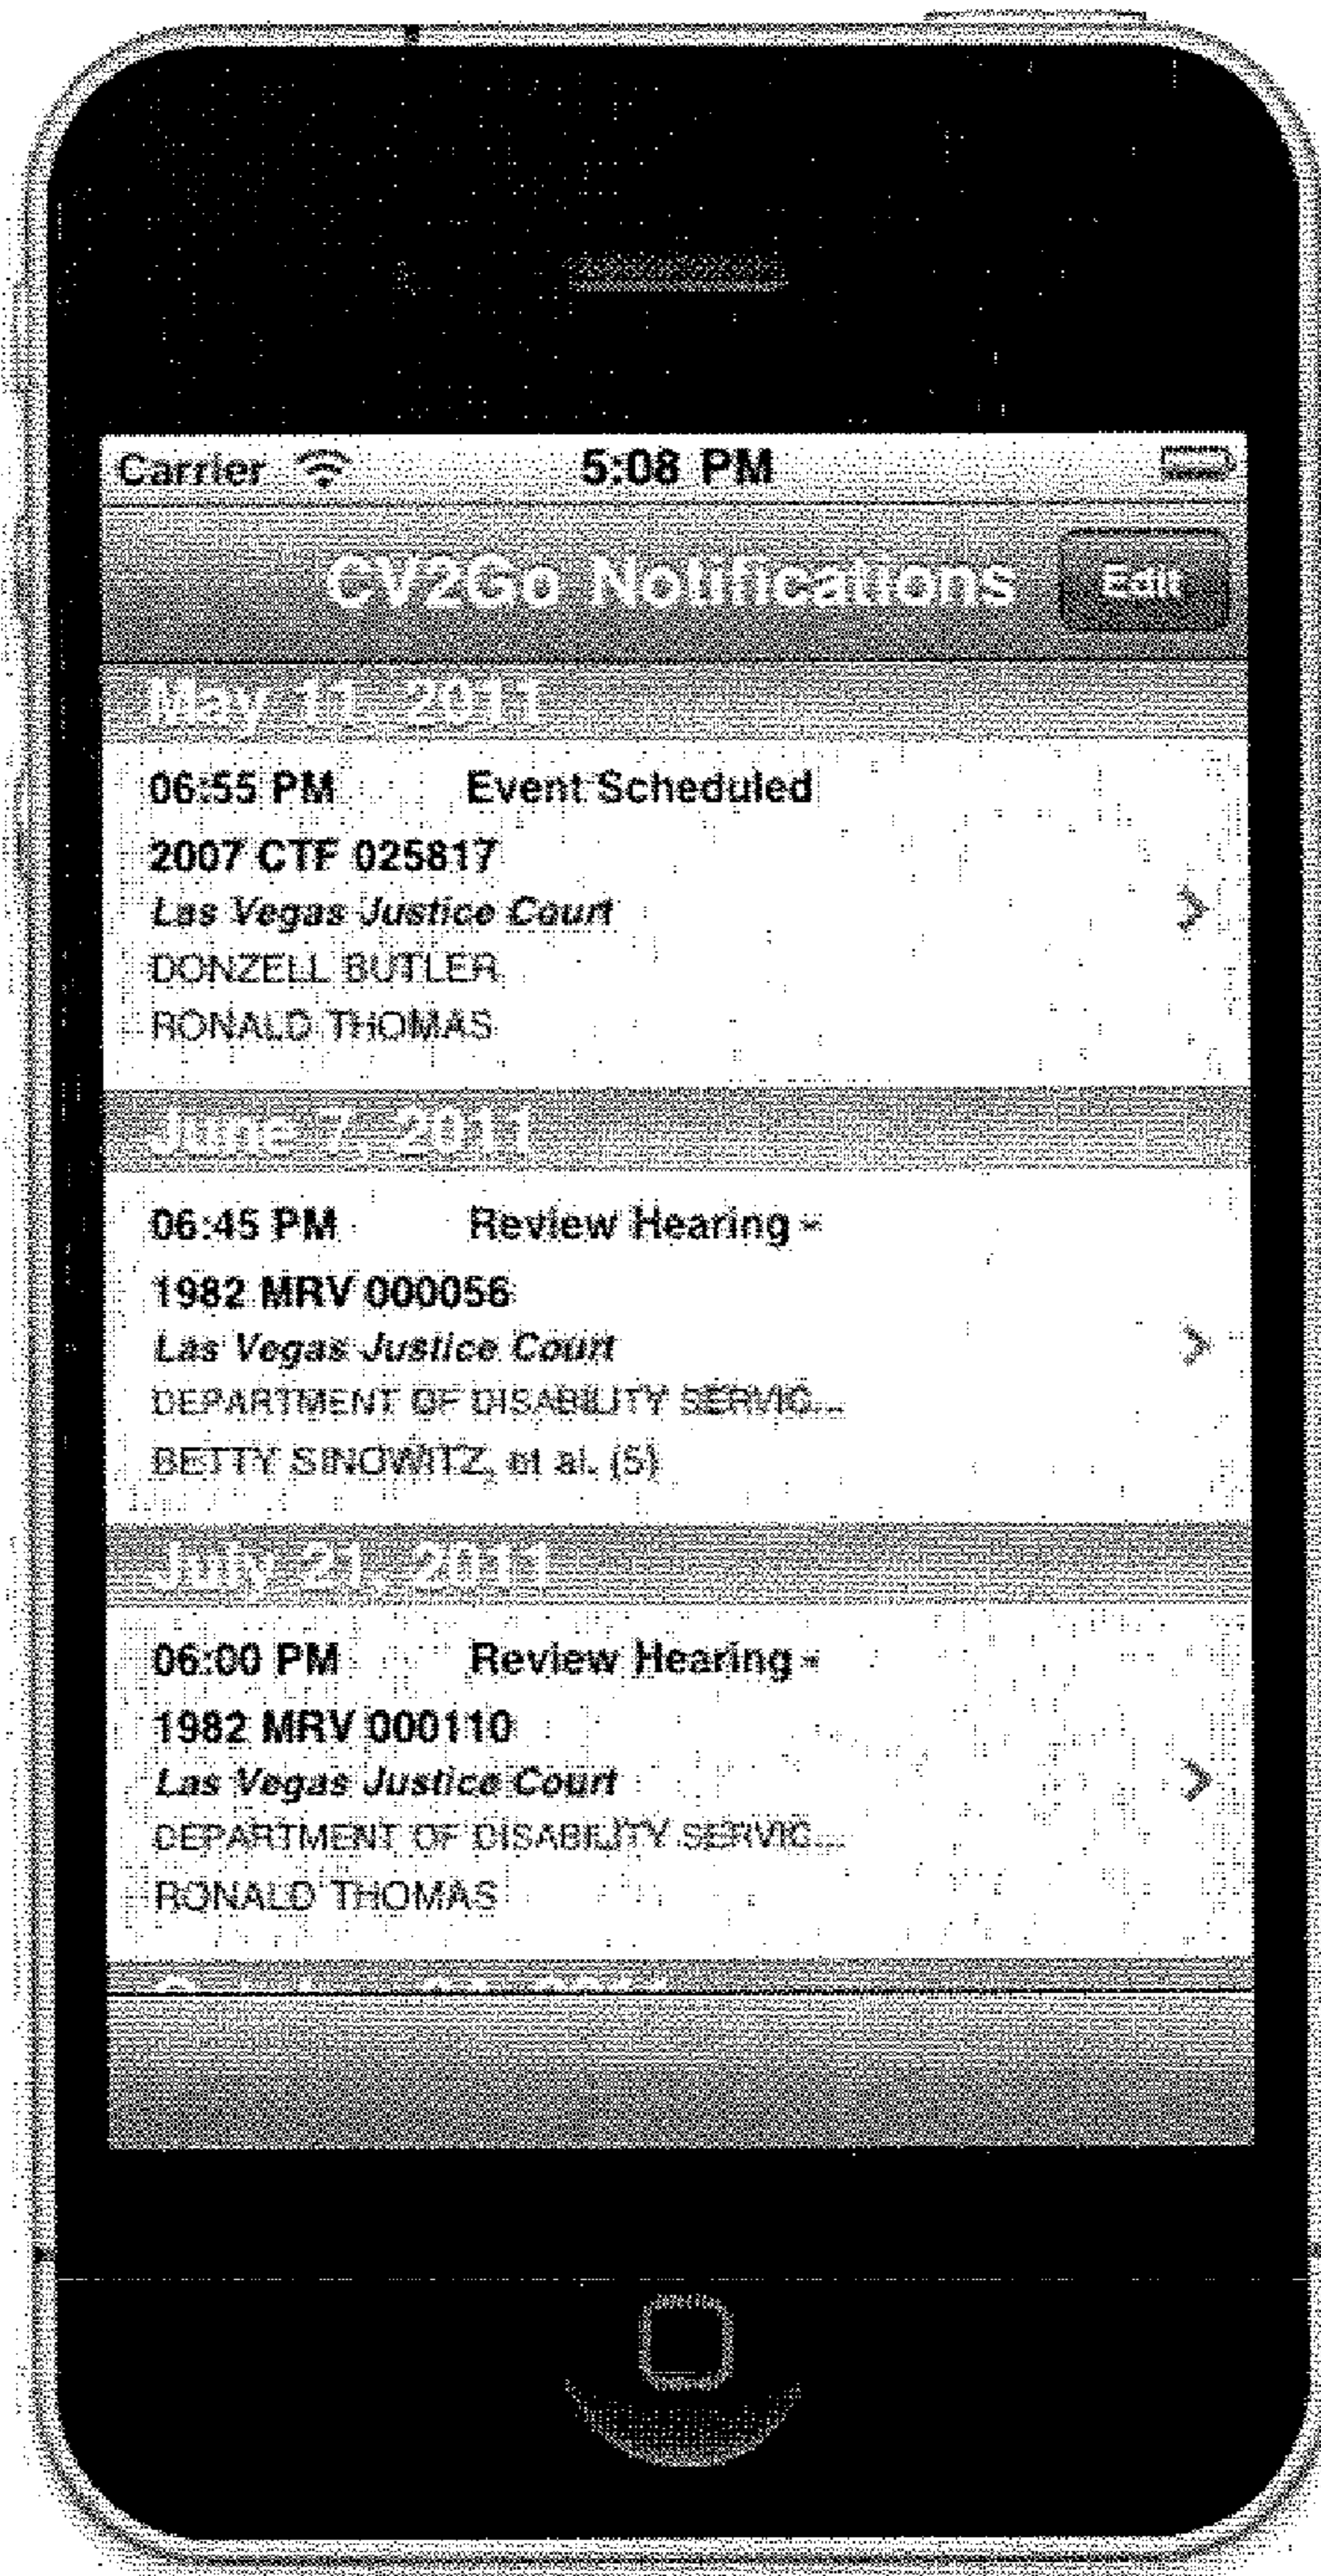 Carrier 5:08 PM
CV2Go Notifications Edit
May 11, 2011
06:55 PM Event Scheduled
2007 CTF 025817
Las Vegas Justice Court
DONZELL BUTLER
RONALD THOMAS
June 7, 2011
06:45 PM Review Hearing -
1982 MRV 000056
Las Vegas Justice Court
DEPARTMENT OF DISABILITY SERVIC...
BETTY SINOWITZ, et al. (5)
July 21, 2011
06:00 PM Review Hearing -
1982 MRV 000110
Las Vegas Justice Court
DEPARTMENT OF DISABILITY SERVIC...
RONALD THOMAS